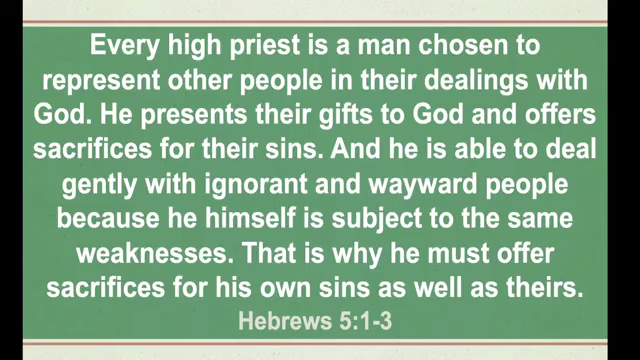 Every high priest is a man chosen to
represent other people in their dealings with
God. He presents their gifts to God and offers
sacrifices for their sins. And he is able to deal
gently with ignorant and wayward people
because he himself is subject to the same
weaknesses. That is why he must offer
sacrifices for his own sins as well as theirs.
Hebrews 5:1-3